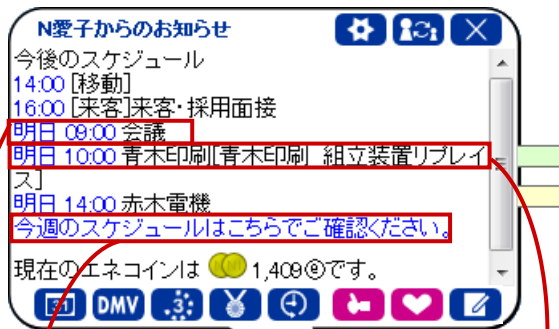 N愛子からのお知らせ
今後のスケジュール
14:00 [移動]
16:00 [来客]来客・採用面接
明日 09:00 会議
明日 10:00 青木印刷[青木印刷 組立装置リプレイ
ス]
明日 14:00 赤木電機
今週のスケジュールはこちらでご確認ください。
現在のエネコインは 1,409ⓔです。
31 DMV .3: